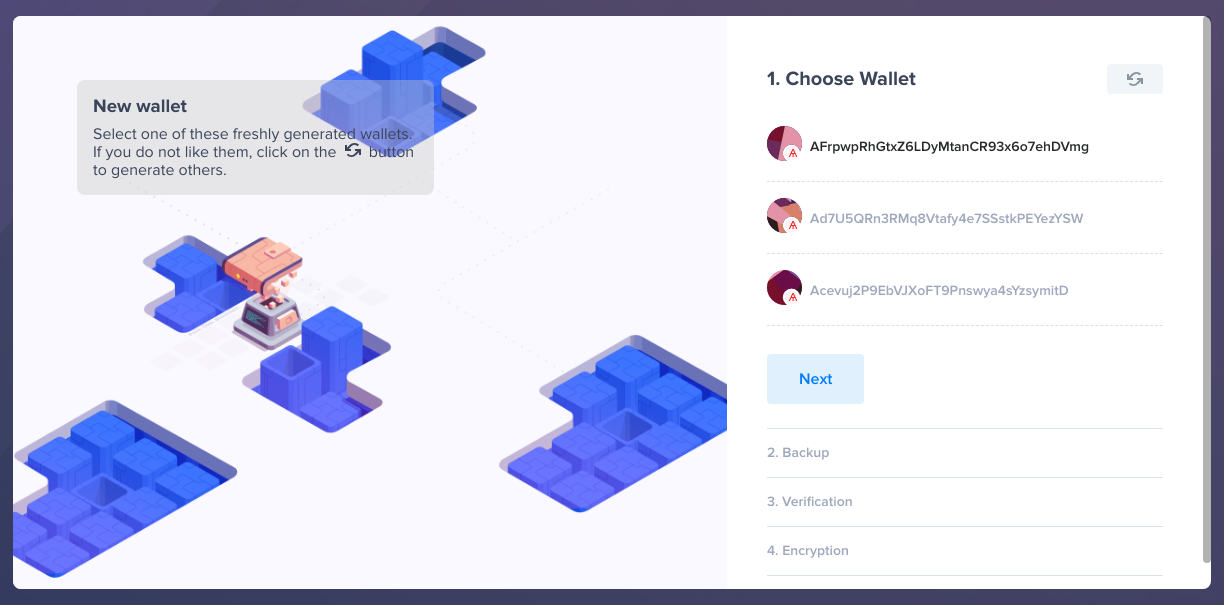 New wallet
Select one of these freshly generated wallets.
If you do not like them, click on the button
to generate others.
1. Choose Wallet
AFrpwpRhGtxZ6LDyMtanCR93x6o7ehDVmg
Ad7U5QRn3RMq8Vtafy4e7SSstkPEYezYSW
Acevuj2P9EbVJXoFT9Pnswya4sYzsymitD
Next
2. Backup
3. Verification
4. Encryption